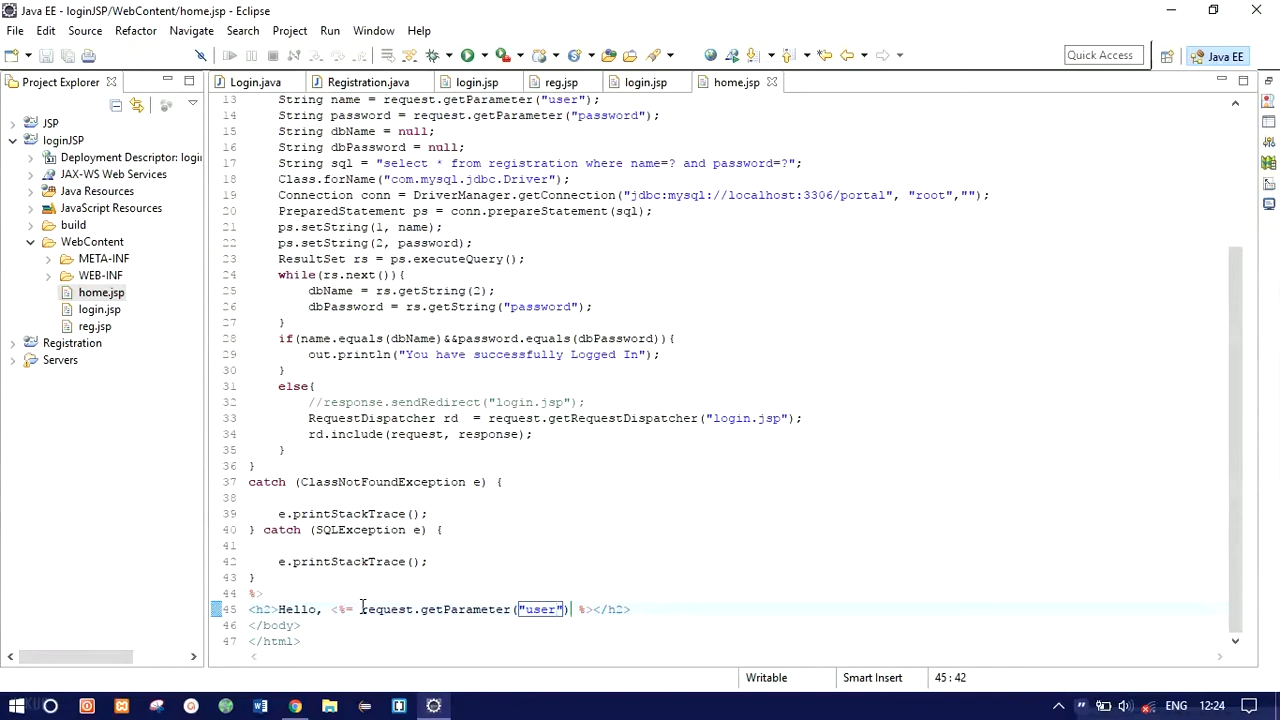 Java EE - loginJSP/WebContent/home.jsp - Eclipse
File Edit Source Refactor Navigate Search Project Run Window Help
Quick Access
Java EE
Project Explorer
Login.java
Registration.java
login.jsp
reg.jsp
login.jsp
home.jsp
JSP
loginJSP
Deployment Descriptor: logi
JAX-WS Web Services
Java Resources
JavaScript Resources
build
WebContent
META-INF
WEB-INF
home.jsp
login.jsp
reg.jsp
Registration
Servers
13 String name = request.getParameter("user");
14 String password = request.getParameter("password");
15 String dbName = null;
16 String dbPassword = null;
17 String sql = "select * from registration where name=? and password=?";
18 Class.forName("com.mysql.jdbc.Driver");
19 Connection conn = DriverManager.getConnection("jdbc:mysql://localhost:3306/portal", "root","");
20 PreparedStatement ps = conn.prepareStatement(sql);
21 ps.setString(1, name);
22 ps.setString(2, password);
23 ResultSet rs = ps.executeQuery();
24 while(rs.next()){
25 dbName = rs.getString(2);
26 dbPassword = rs.getString("password");
27 }
28 if(name.equals(dbName)&&password.equals(dbPassword)){
29 out.println("You have successfully Logged In");
30 }
31 else{
32 //response.sendRedirect("login.jsp");
33 RequestDispatcher rd  = request.getRequestDispatcher("login.jsp");
34 rd.include(request, response);
35 }
36 }
37 catch (ClassNotFoundException e) {
38
39 e.printStackTrace();
40 } catch (SQLException e) {
41
42 e.printStackTrace();
43 }
44 %>
45 <h2>Hello, <%= request.getParameter("user") %></h2>
46 </body>
47 </html>
Writable
Smart Insert
45 : 42
ENG
12:24